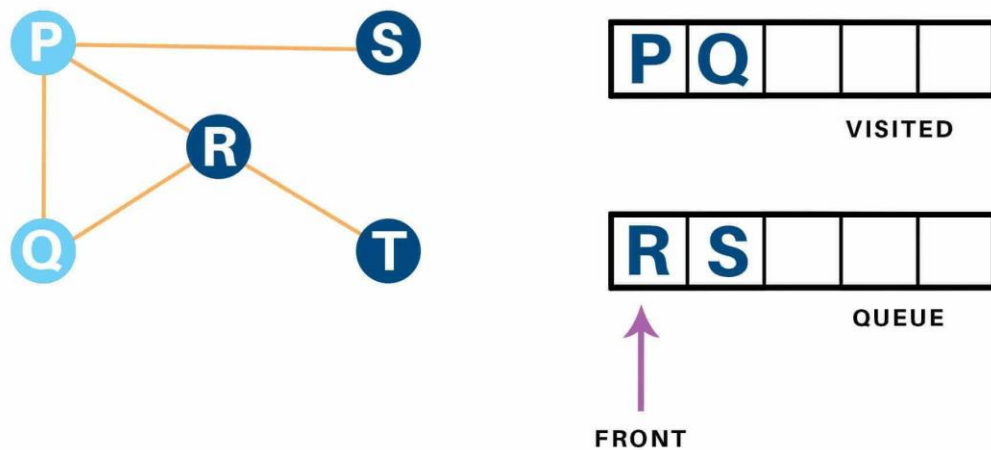 P
S
R
Q
T
P Q
VISITED
R S
QUEUE
FRONT